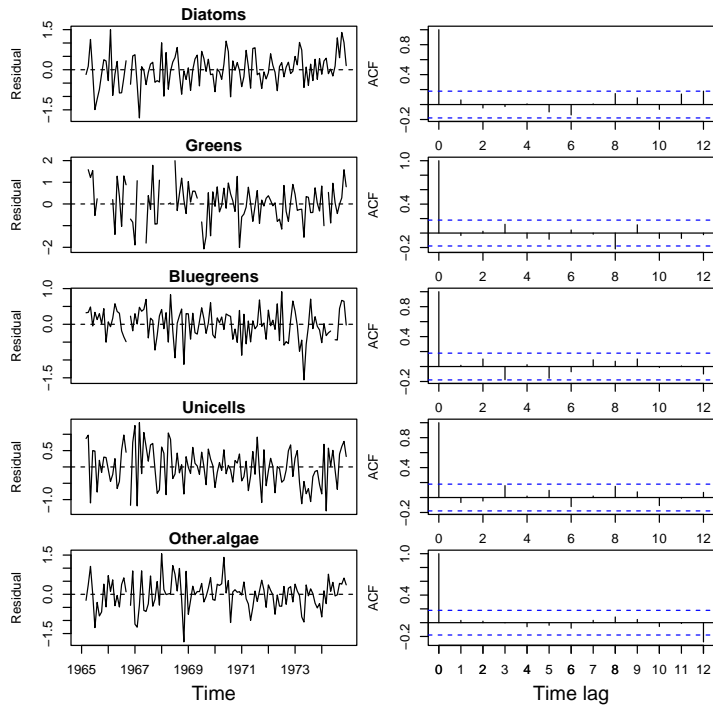 Diatoms
Residual
1.5
0.0
−1.5
ACF
0.8
0.4
−0.2
0 2 4 6 8 10 12
Greens
Residual
2
0
−2
ACF
1.0
0.4
−0.2
0 2 4 6 8 10 12
Bluegreens
Residual
1.0
0.0
−1.5
ACF
0.8
0.4
−0.2
0 2 4 6 8 10 12
Unicells
Residual
0.5
−1.0
ACF
0.8
0.4
−0.2
0 2 4 6 8 10 12
Other.algae
Residual
1.5
0.0
−1.5
ACF
1.0
0.4
−0.2
1965 1967 1969 1971 1973
0 1 2 3 4 5 6 7 8 9 10 11 12
Time
Time lag